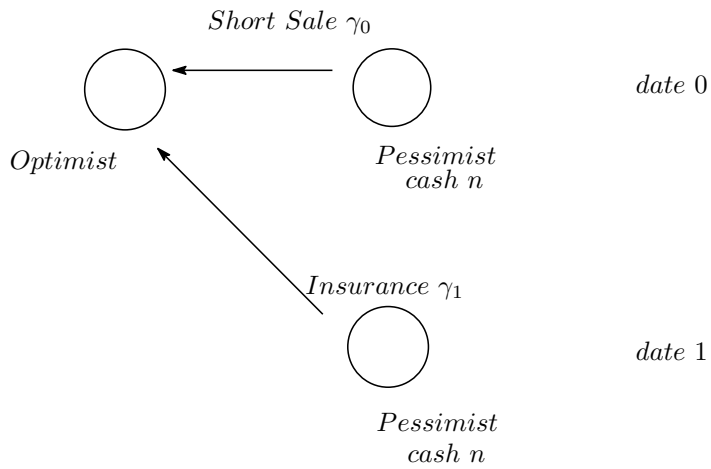 Short Sale γ₀
date 0
Optimist
Pessimist
cash n
Insurance γ₁
date 1
Pessimist
cash n